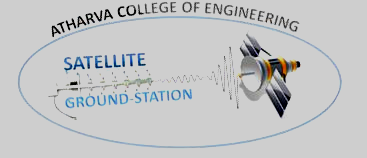 ATHARVA COLLEGE OF ENGINEERING
SATELLITE
GROUND-STATION